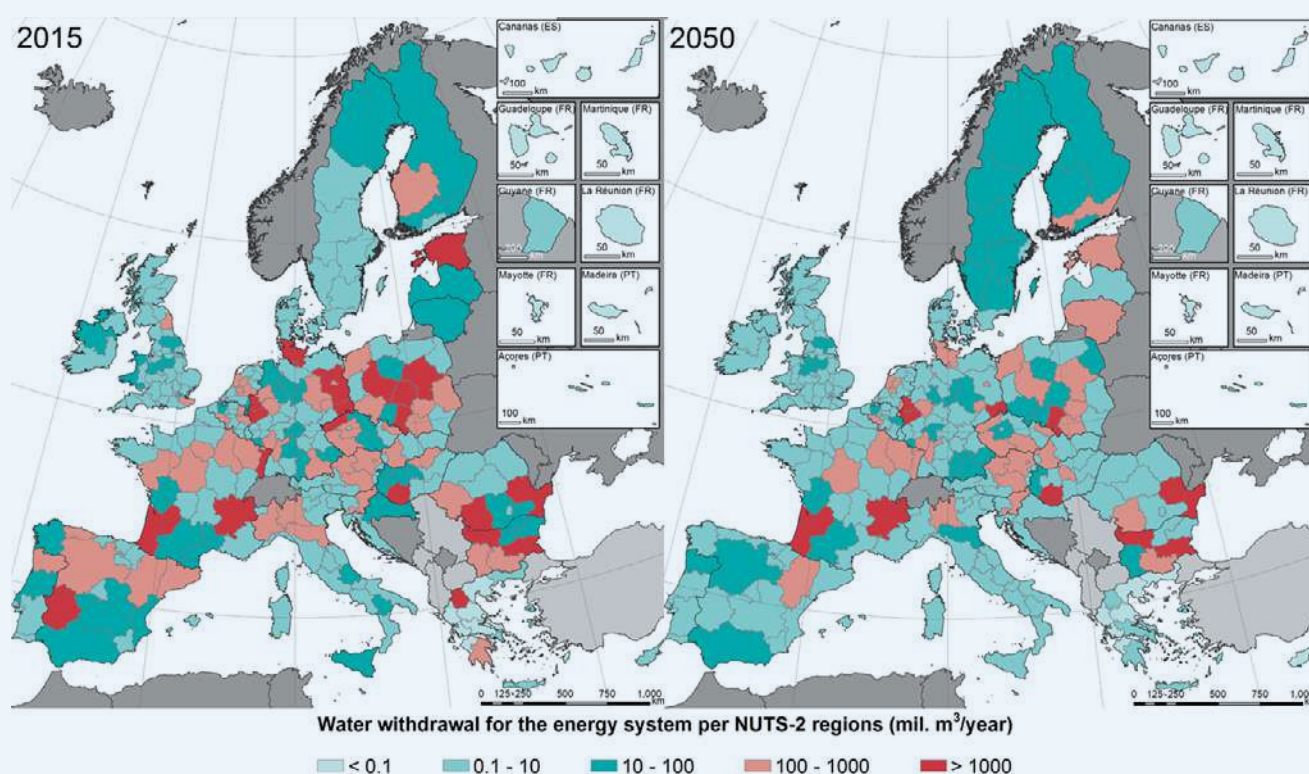 2015
Canarias (ES)
100
km
Guadeloupe (FR)
Martinique (FR)
50
km
50
km
Guyane (FR)
La Réunion (FR)
km
50
km
Mayotte (FR)
Madeira (PT)
50
km
50
km
Açores (PT)
100
km
0 125 250 500 750 1,000
km
2050
Canarias (ES)
100
km
Guadeloupe (FR)
Martinique (FR)
50
km
50
km
Guyane (FR)
La Réunion (FR)
km
50
km
Mayotte (FR)
Madeira (PT)
50
km
50
km
Açores (PT)
100
km
0 125 250 500 750 1,000
km
Water withdrawal for the energy system per NUTS-2 regions (mil. m³/year)
< 0.1 0.1 - 10 10 - 100 100 - 1000 > 1000